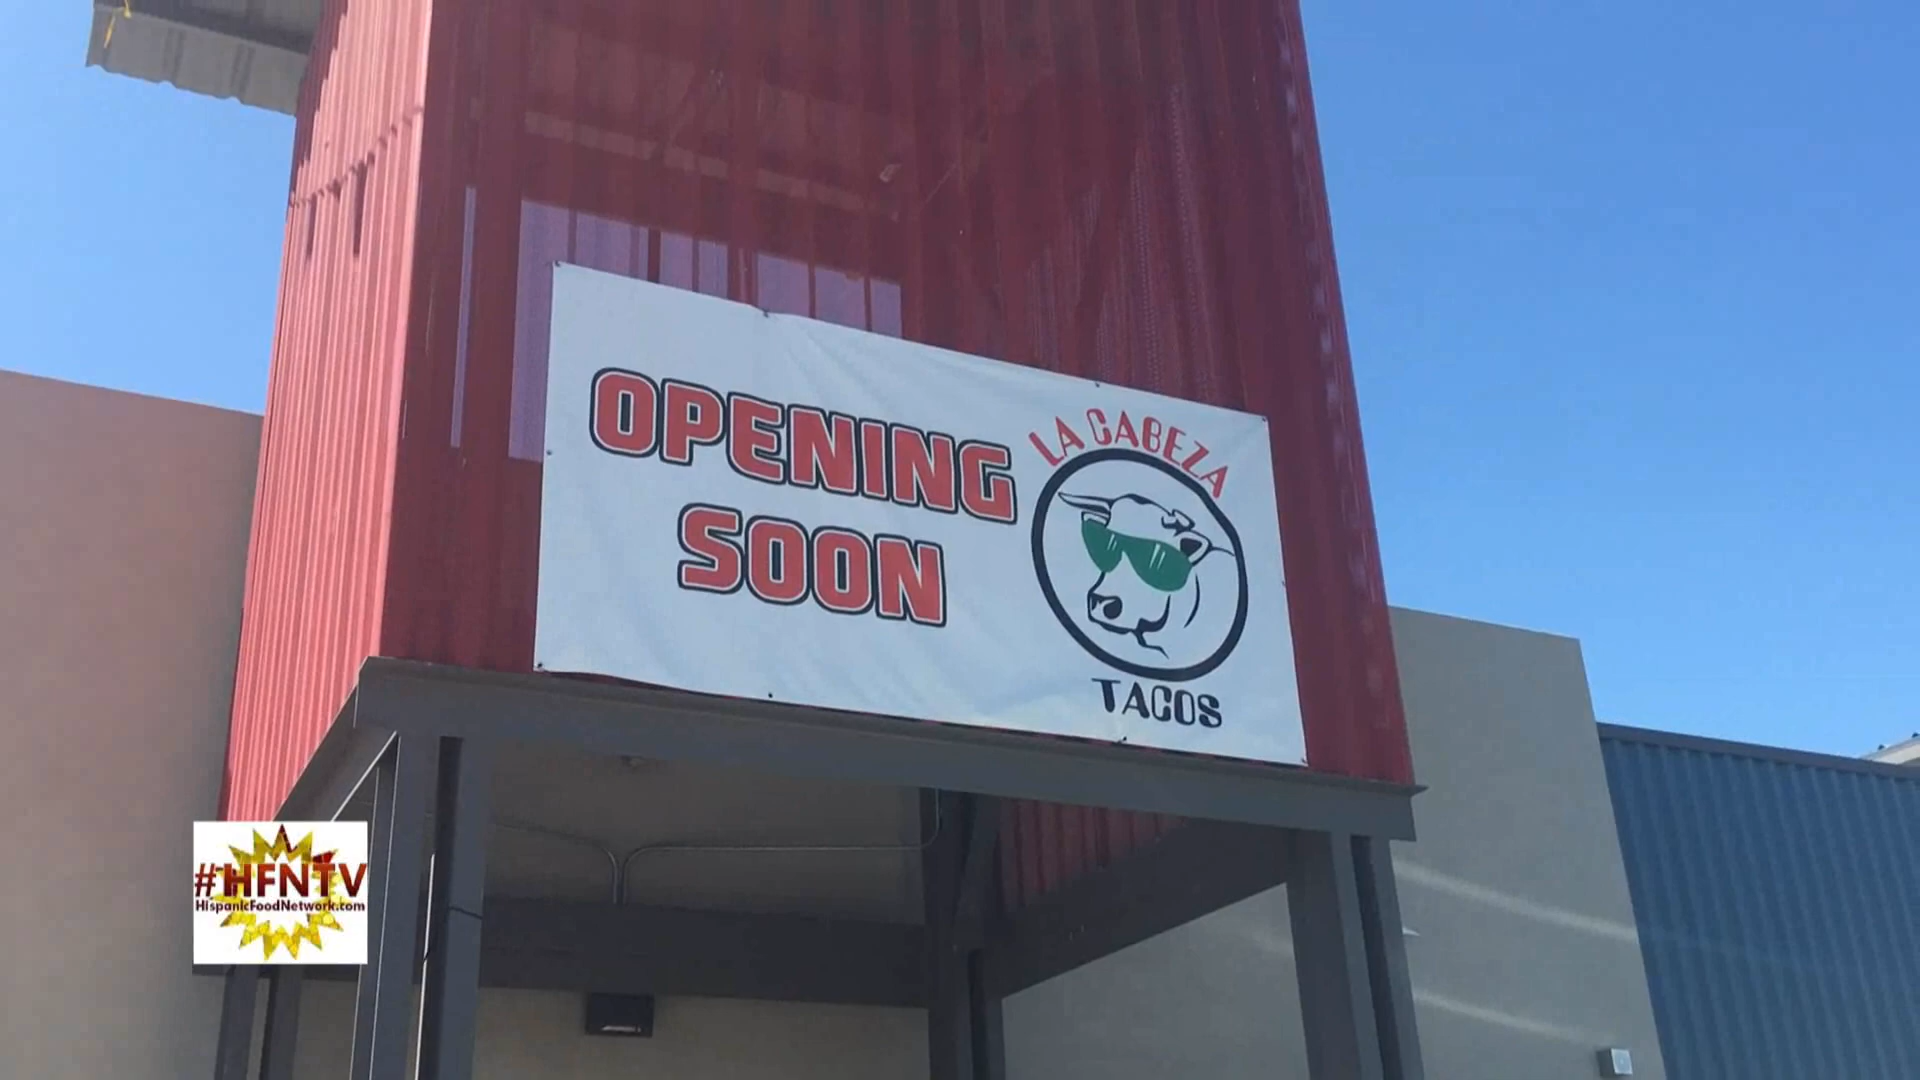 OPENING
SOON
LA CABEZA
TACOS
#HFNTV
HispanicFoodNetwork.com